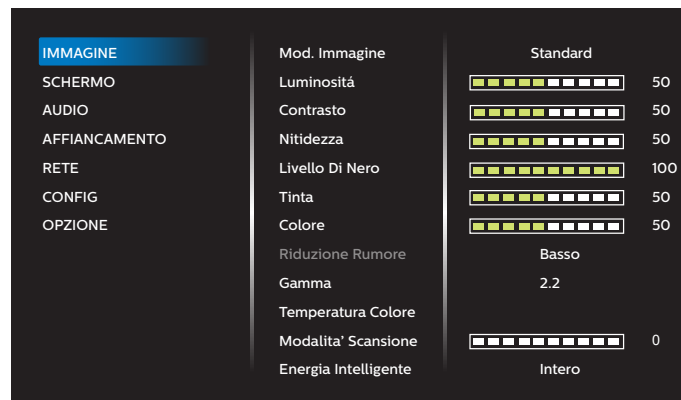 IMMAGINE Mod. Immagine Standard
SCHERMO Luminositá 50
AUDIO Contrasto 50
AFFIANCAMENTO Nitidezza 50
RETE Livello Di Nero 100
CONFIG Tinta 50
OPZIONE Colore 50
Riduzione Rumore Basso
Gamma 2.2
Temperatura Colore
Modalita' Scansione 0
Energia Intelligente Intero